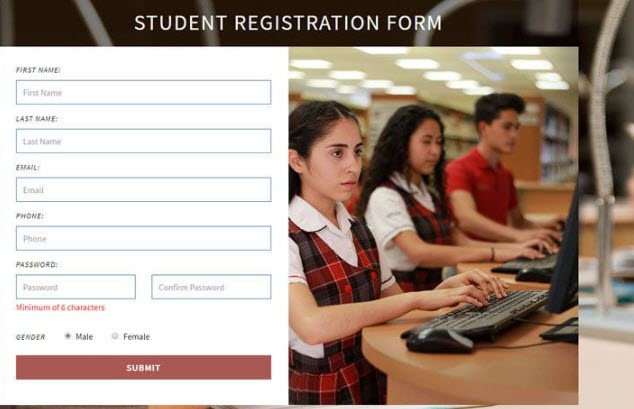 STUDENT REGISTRATION FORM
FIRST NAME:
First Name
LAST NAME:
Last Name
EMAIL:
Email
PHONE:
Phone
PASSWORD:
Password Confirm Password
Minimum of 6 characters
GENDER Male Female
SUBMIT